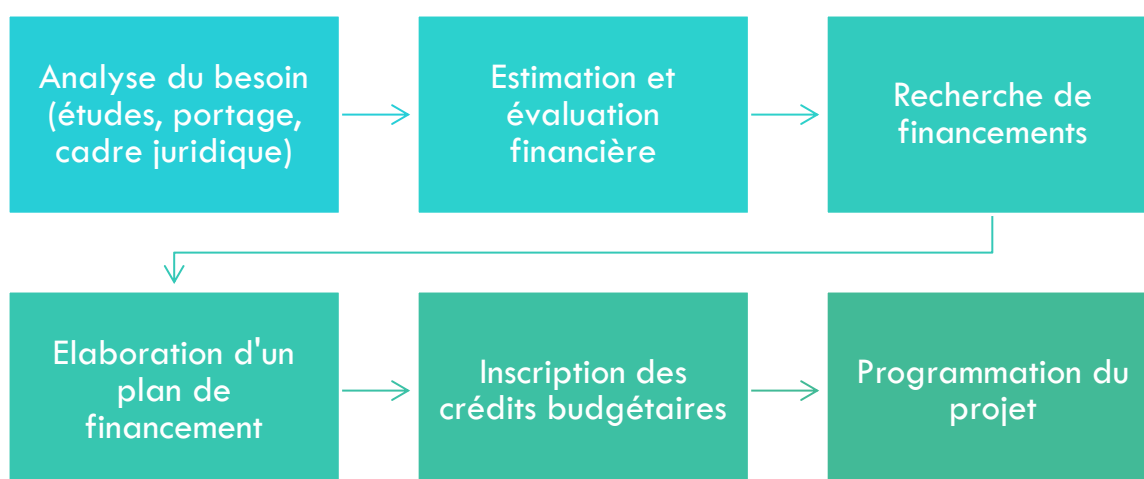 Analyse du besoin
(études, portage,
cadre juridique)
Estimation et
évaluation
financière
Recherche de
financements
Elaboration d'un
plan de
financement
Inscription des
crédits budgétaires
Programmation du
projet